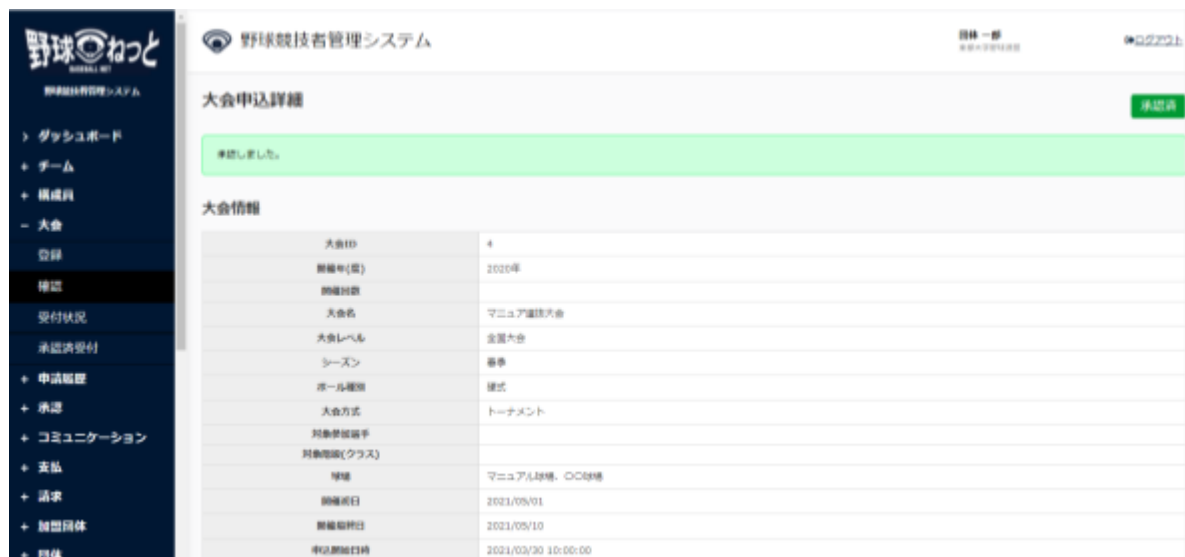 野球ねっと
BASEBALL NET
野球競技者管理システム
> ダッシュボード
+ チーム
+ 構成員
- 大会
登録
確認
受付状況
承認済受付
+ 申請履歴
+ 承認
+ コミュニケーション
+ 支払
+ 請求
+ 加盟団体
+ 団体
野球競技者管理システム
団体 一郎
ログアウト
大会申込詳細
承認済
承認しました。
大会情報
大会ID 4
開催年(度) 2020年
開催回数
大会名 マニュア選抜大会
大会レベル 全国大会
シーズン 春季
ボール種別 硬式
大会方式 トーナメント
対象参加選手
対象階級(クラス)
球場 マニュアル球場、〇〇球場
開催初日 2021/05/01
開催最終日 2021/05/10
申込開始日時 2021/03/30 10:00:00